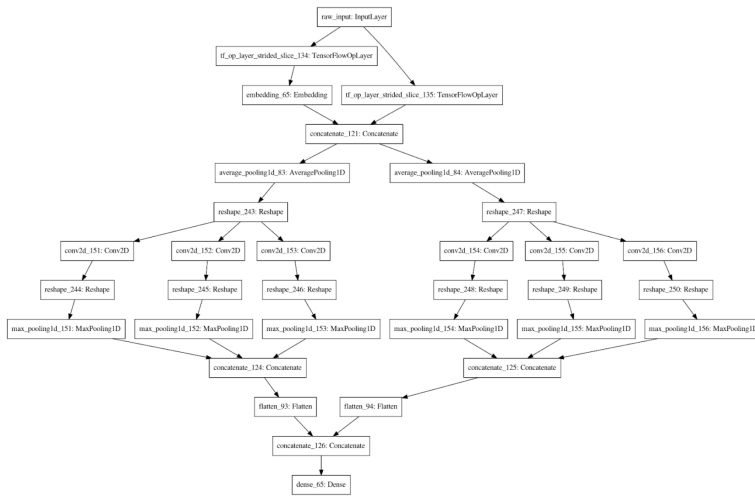 raw_input: InputLayer
tf_op_layer_strided_slice_134: TensorFlowOpLayer
embedding_65: Embedding
tf_op_layer_strided_slice_135: TensorFlowOpLayer
concatenate_121: Concatenate
average_pooling1d_83: AveragePooling1D
average_pooling1d_84: AveragePooling1D
reshape_243: Reshape
reshape_247: Reshape
conv2d_151: Conv2D
conv2d_152: Conv2D
conv2d_153: Conv2D
conv2d_154: Conv2D
conv2d_155: Conv2D
conv2d_156: Conv2D
reshape_244: Reshape
reshape_245: Reshape
reshape_246: Reshape
reshape_248: Reshape
reshape_249: Reshape
reshape_250: Reshape
max_pooling1d_151: MaxPooling1D
max_pooling1d_152: MaxPooling1D
max_pooling1d_153: MaxPooling1D
max_pooling1d_154: MaxPooling1D
max_pooling1d_155: MaxPooling1D
max_pooling1d_156: MaxPooling1D
concatenate_124: Concatenate
concatenate_125: Concatenate
flatten_93: Flatten
flatten_94: Flatten
concatenate_126: Concatenate
dense_65: Dense